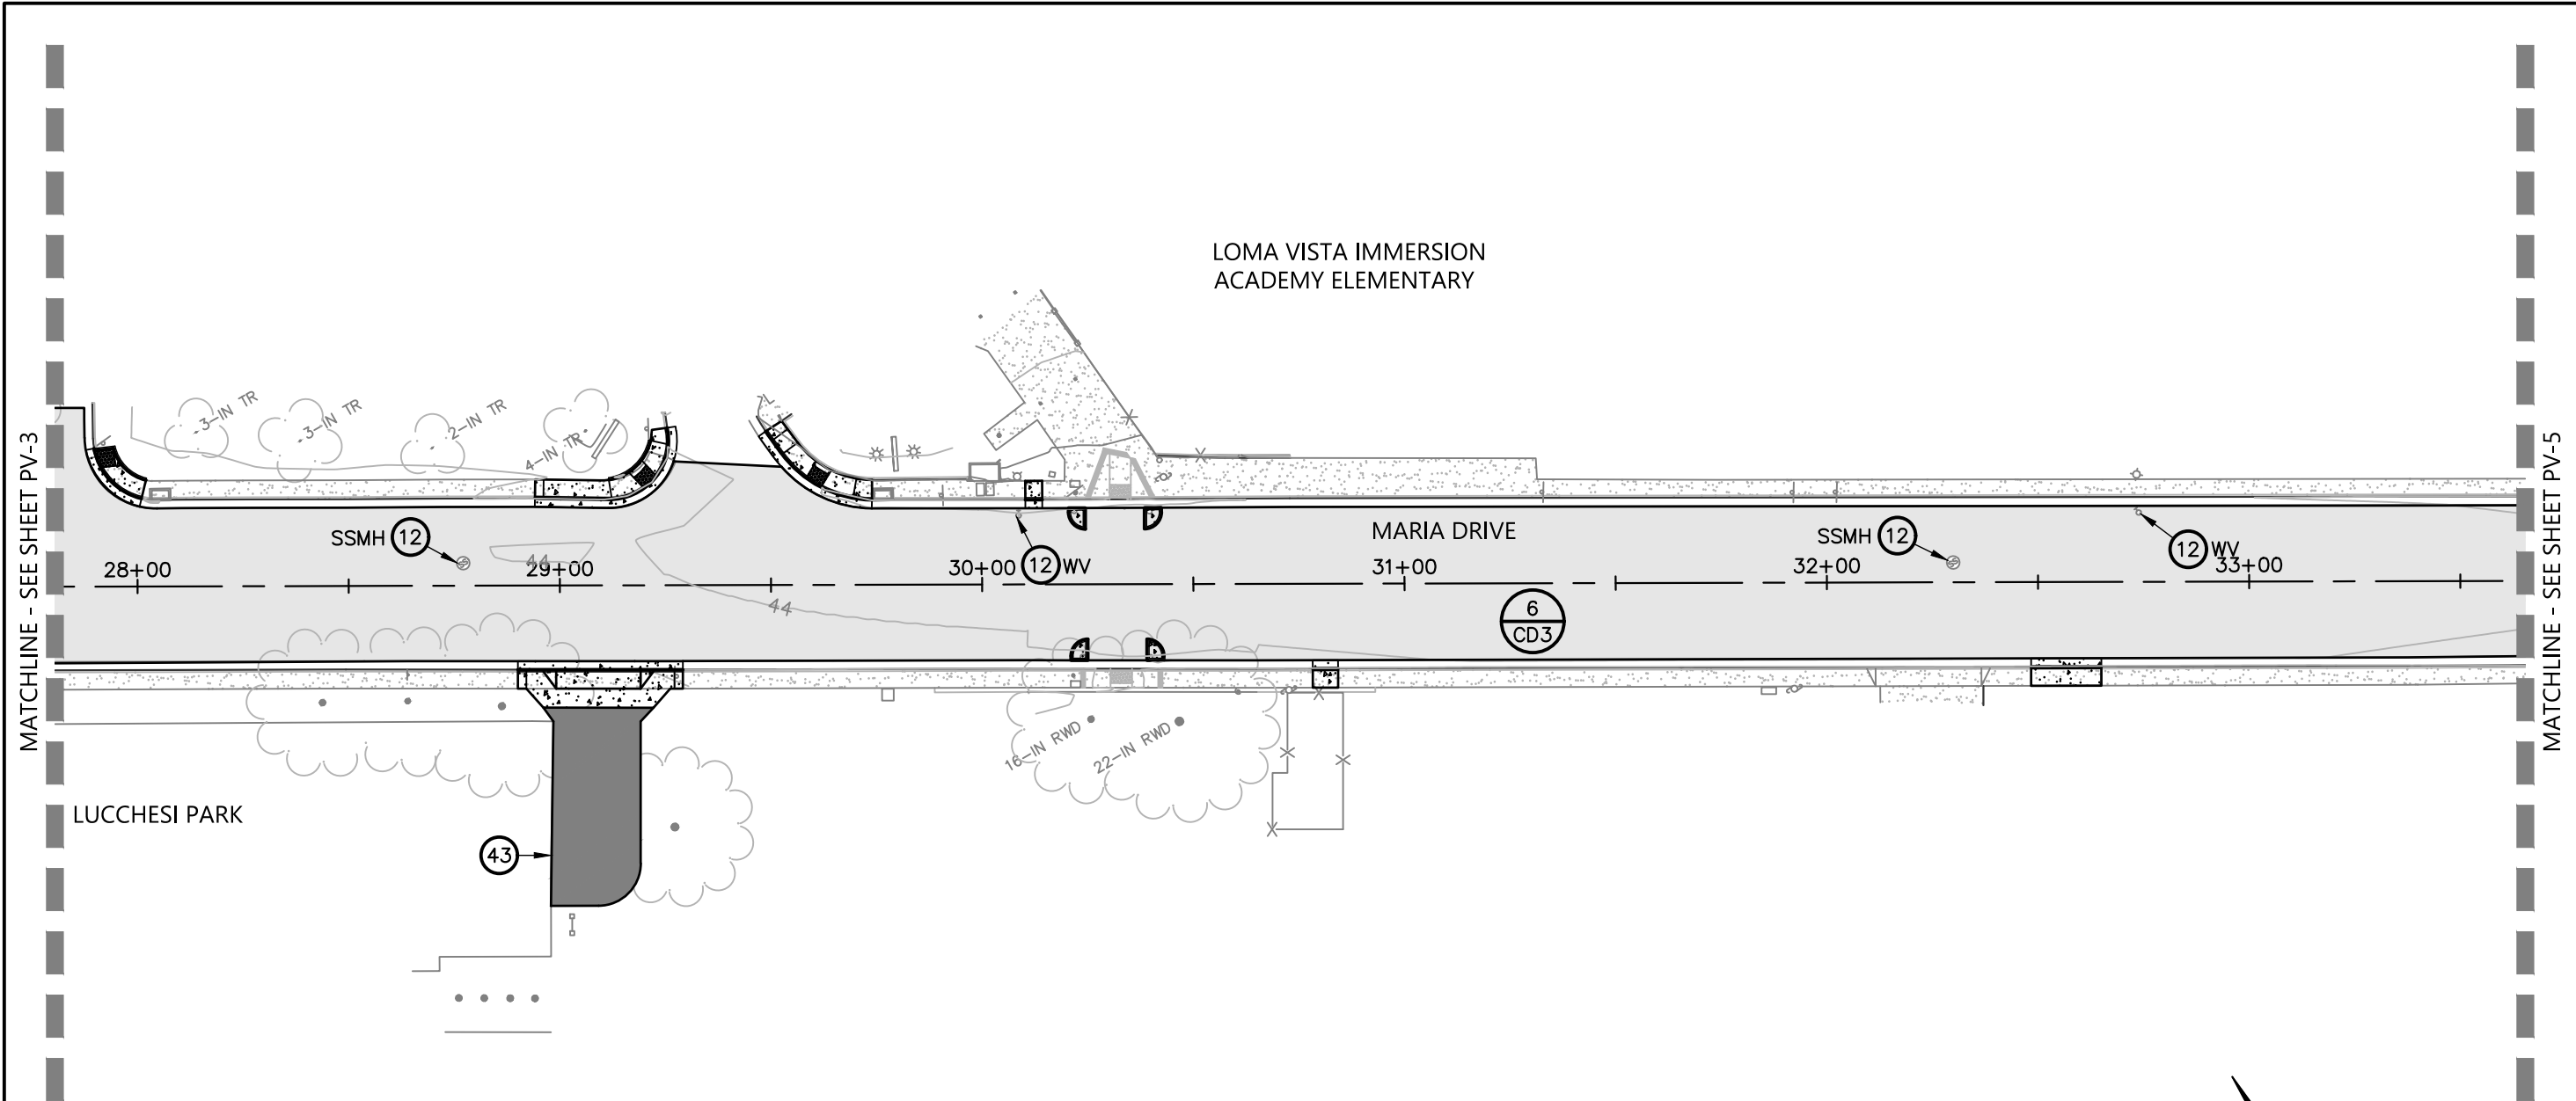 LOMA VISTA IMMERSION
ACADEMY ELEMENTARY
3-IN TR
3-IN TR
2-IN TR
4-IN TR
MATCHLINE - SEE SHEET PV-3
MATCHLINE - SEE SHEET PV-5
SSMH 12
MARIA DRIVE
SSMH 12
12 WV
12 WV
28+00
29+00
30+00
31+00
32+00
33+00
44
44
6
CD3
16-IN RWD
22-IN RWD
LUCCHESI PARK
43